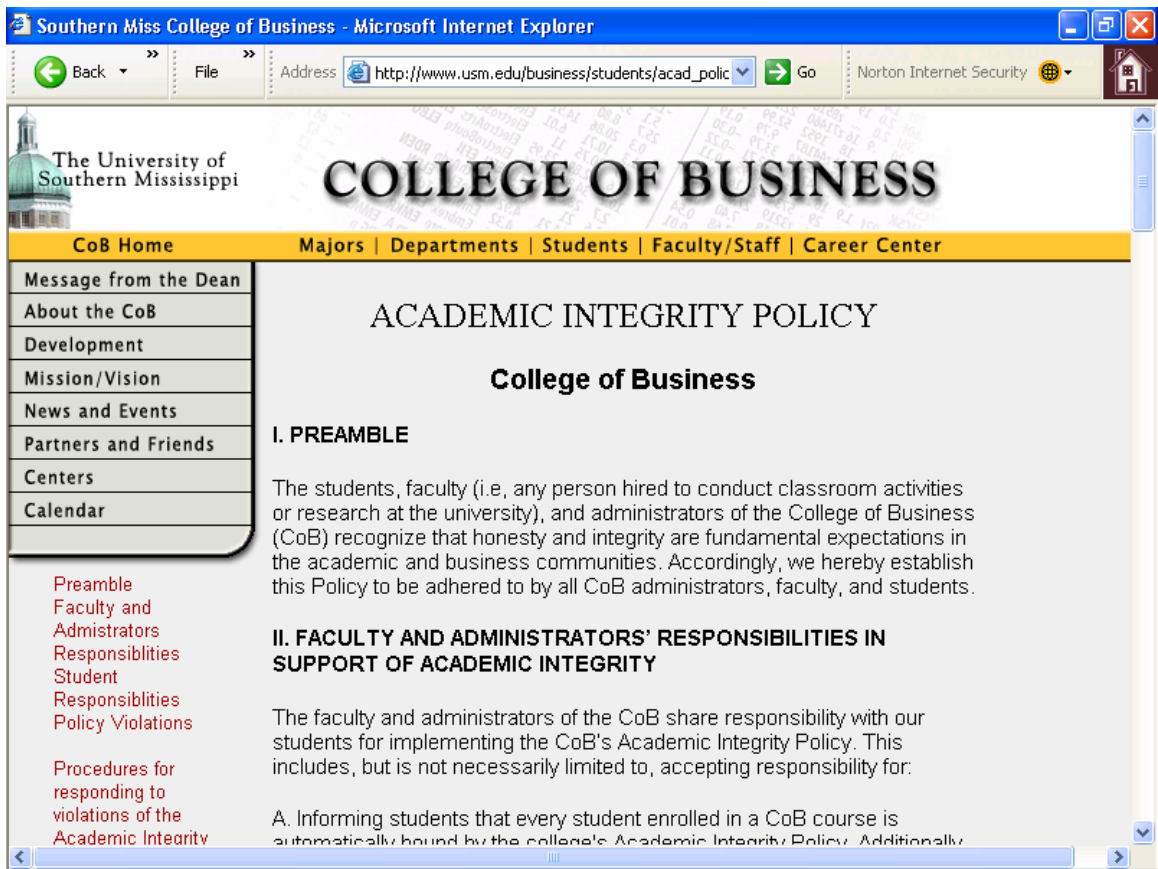 Southern Miss College of Business - Microsoft Internet Explorer
Back » File » Address http://www.usm.edu/business/students/acad_polic Go Norton Internet Security
The University of
Southern Mississippi
COLLEGE OF BUSINESS
CoB Home Majors | Departments | Students | Faculty/Staff | Career Center
Message from the Dean
About the CoB
Development
Mission/Vision
News and Events
Partners and Friends
Centers
Calendar
Preamble
Faculty and
Admistrators
Responsiblities
Student
Responsiblities
Policy Violations
Procedures for
responding to
violations of the
Academic Integrity
ACADEMIC INTEGRITY POLICY
College of Business
I. PREAMBLE
The students, faculty (i.e, any person hired to conduct classroom activities
or research at the university), and administrators of the College of Business
(CoB) recognize that honesty and integrity are fundamental expectations in
the academic and business communities. Accordingly, we hereby establish
this Policy to be adhered to by all CoB administrators, faculty, and students.
II. FACULTY AND ADMINISTRATORS’ RESPONSIBILITIES IN
SUPPORT OF ACADEMIC INTEGRITY
The faculty and administrators of the CoB share responsibility with our
students for implementing the CoB's Academic Integrity Policy. This
includes, but is not necessarily limited to, accepting responsibility for:
A. Informing students that every student enrolled in a CoB course is
automatically bound by the college's Academic Integrity Policy. Additionally,